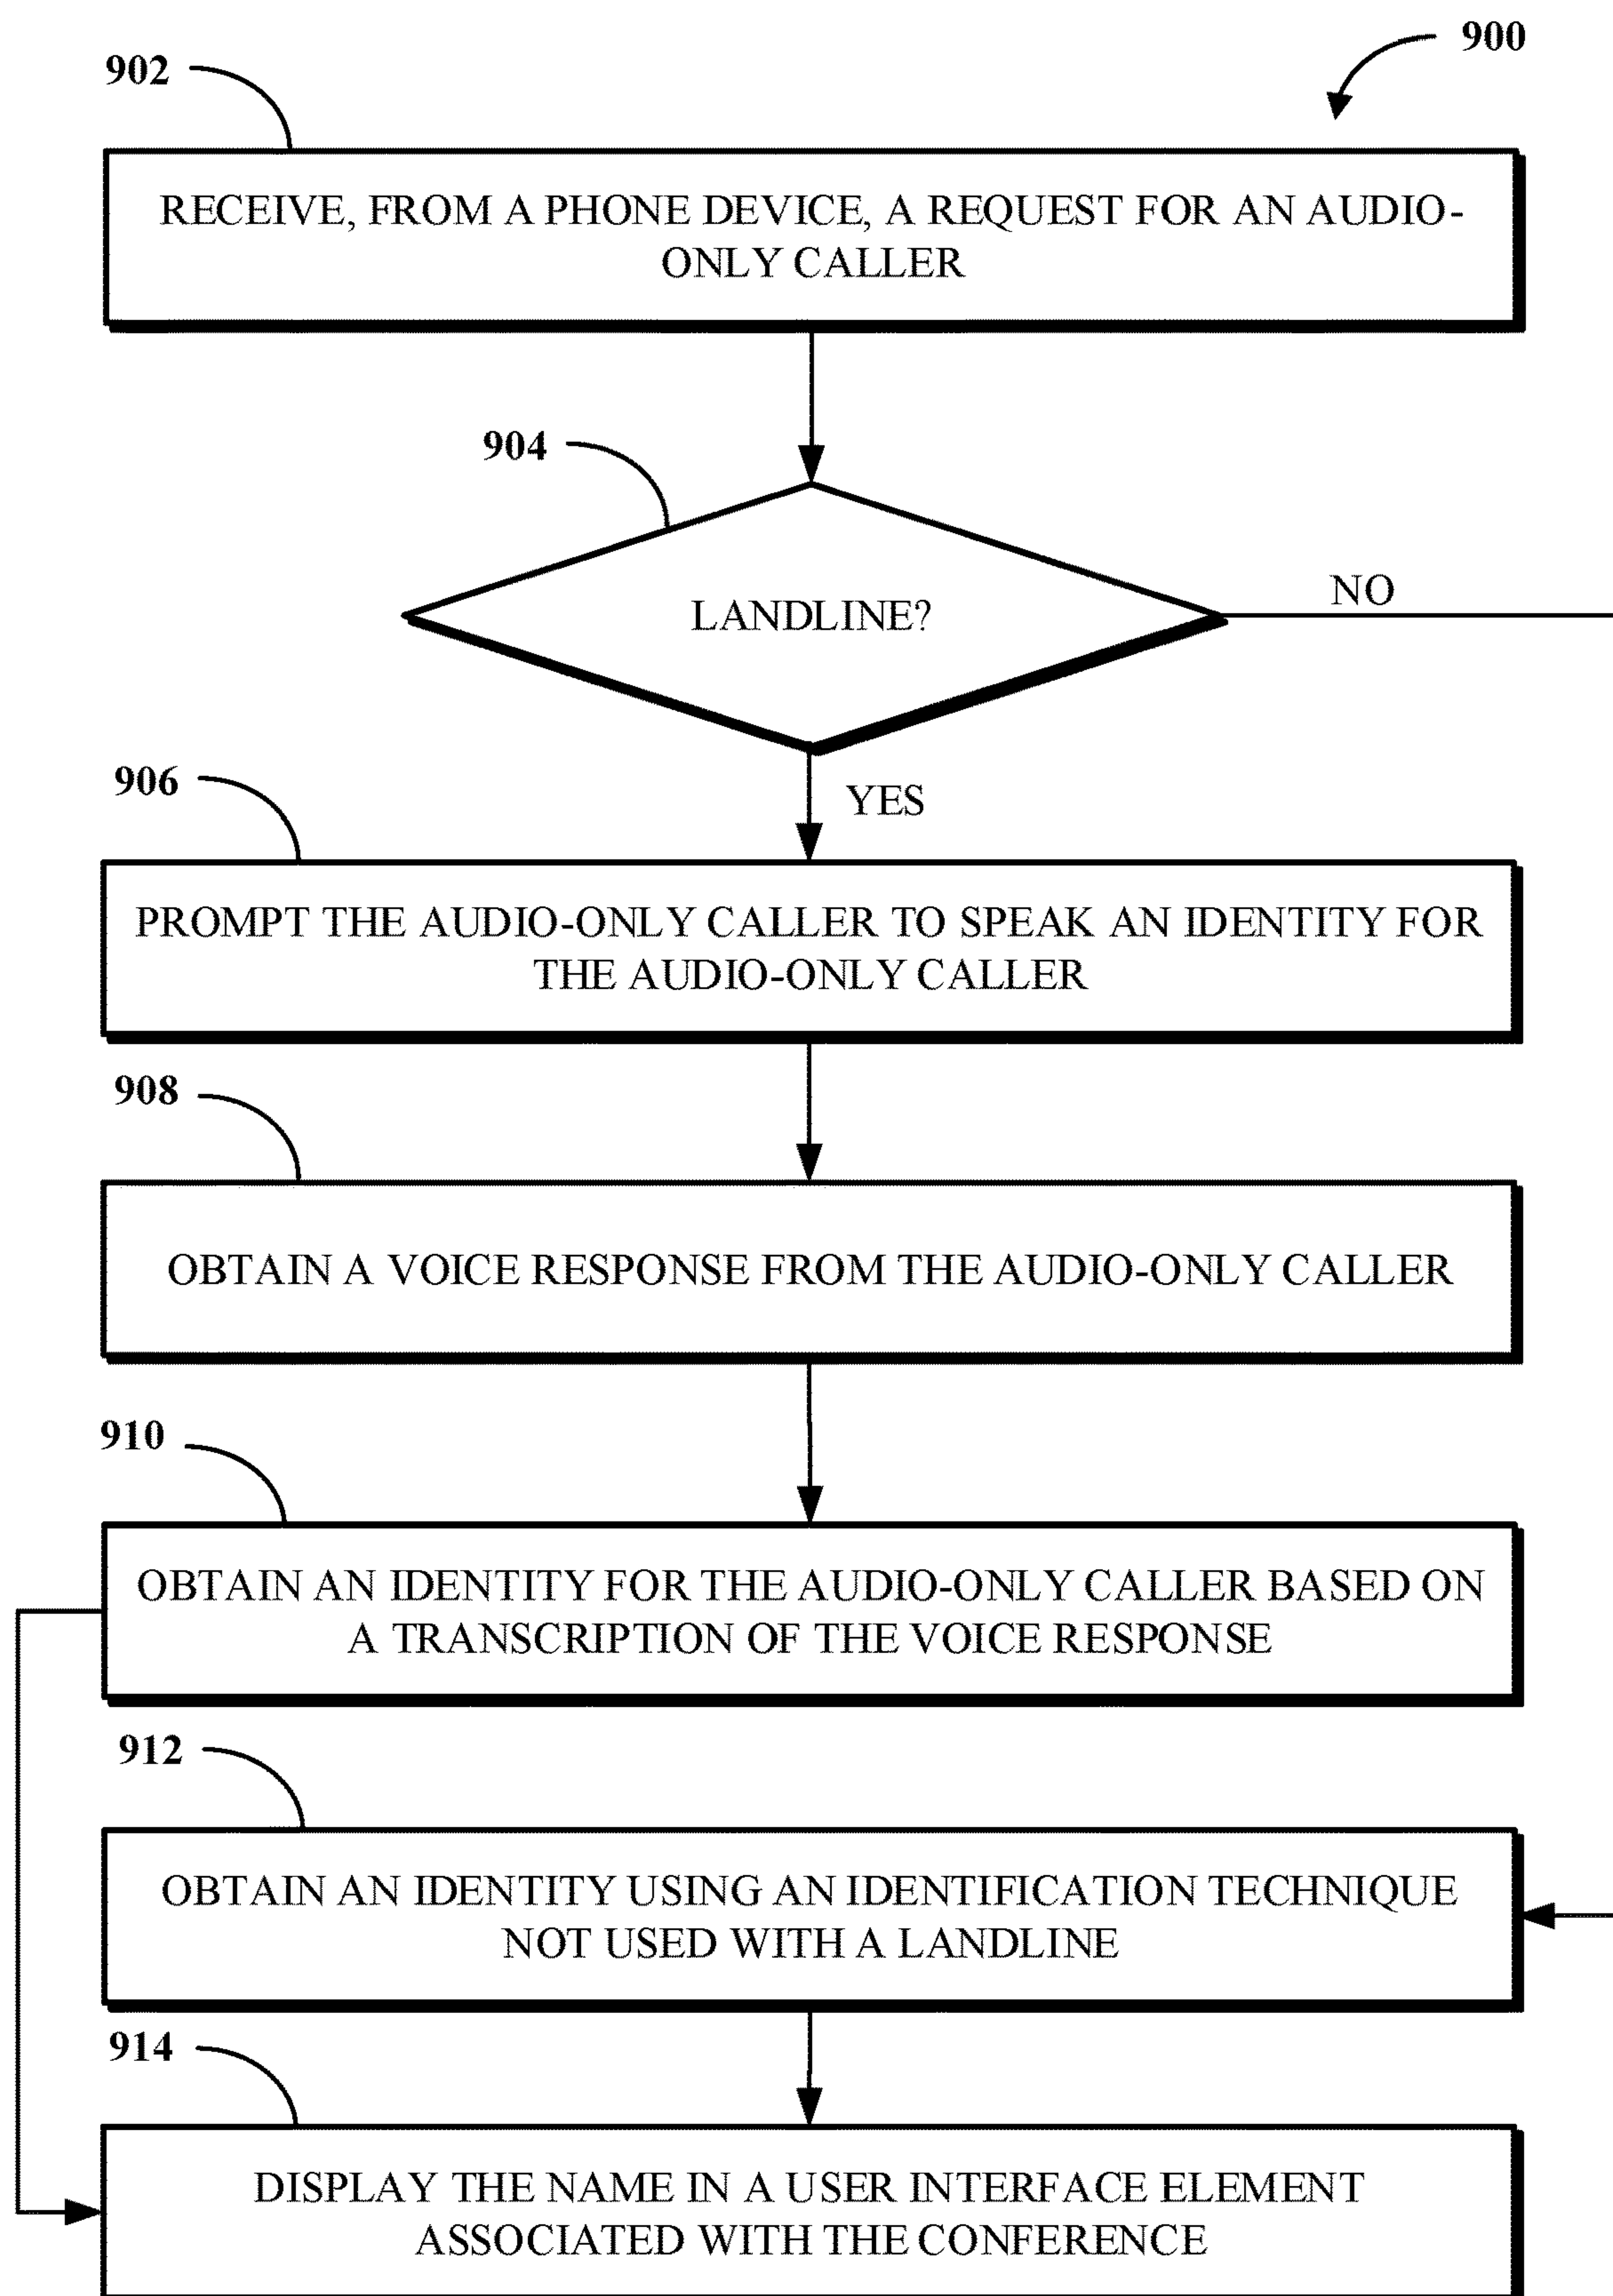 900
902
RECEIVE, FROM A PHONE DEVICE, A REQUEST FOR AN AUDIO-
ONLY CALLER
904
LANDLINE?
NO
YES
906
PROMPT THE AUDIO-ONLY CALLER TO SPEAK AN IDENTITY FOR
THE AUDIO-ONLY CALLER
908
OBTAIN A VOICE RESPONSE FROM THE AUDIO-ONLY CALLER
910
OBTAIN AN IDENTITY FOR THE AUDIO-ONLY CALLER BASED ON
A TRANSCRIPTION OF THE VOICE RESPONSE
912
OBTAIN AN IDENTITY USING AN IDENTIFICATION TECHNIQUE
NOT USED WITH A LANDLINE
914
DISPLAY THE NAME IN A USER INTERFACE ELEMENT
ASSOCIATED WITH THE CONFERENCE